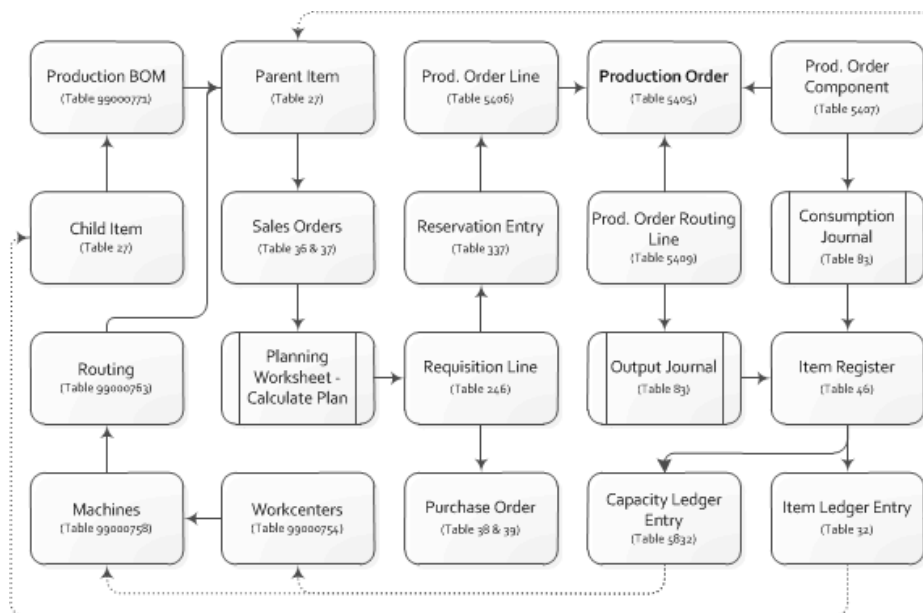 Production BOM
(Table 99000771)
Parent Item
(Table 27)
Prod. Order Line
(Table 5406)
Production Order
(Table 5405)
Prod. Order
Component
(Table 5407)
Child Item
(Table 27)
Sales Orders
(Table 36 & 37)
Reservation Entry
(Table 337)
Prod. Order Routing
Line
(Table 5409)
Consumption
Journal
(Table 83)
Routing
(Table 99000763)
Planning
Worksheet -
Calculate Plan
Requisition Line
(Table 246)
Output Journal
(Table 83)
Item Register
(Table 46)
Machines
(Table 99000758)
Workcenters
(Table 99000754)
Purchase Order
(Table 38 & 39)
Capacity Ledger
Entry
(Table 5832)
Item Ledger Entry
(Table 32)